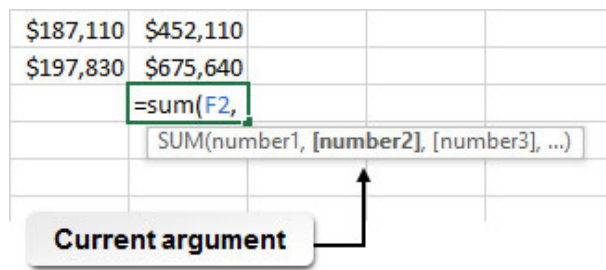 $187,110 $452,110
$197,830 $675,640
=sum(F2,
SUM(number1, [number2], [number3], ...)
Current argument